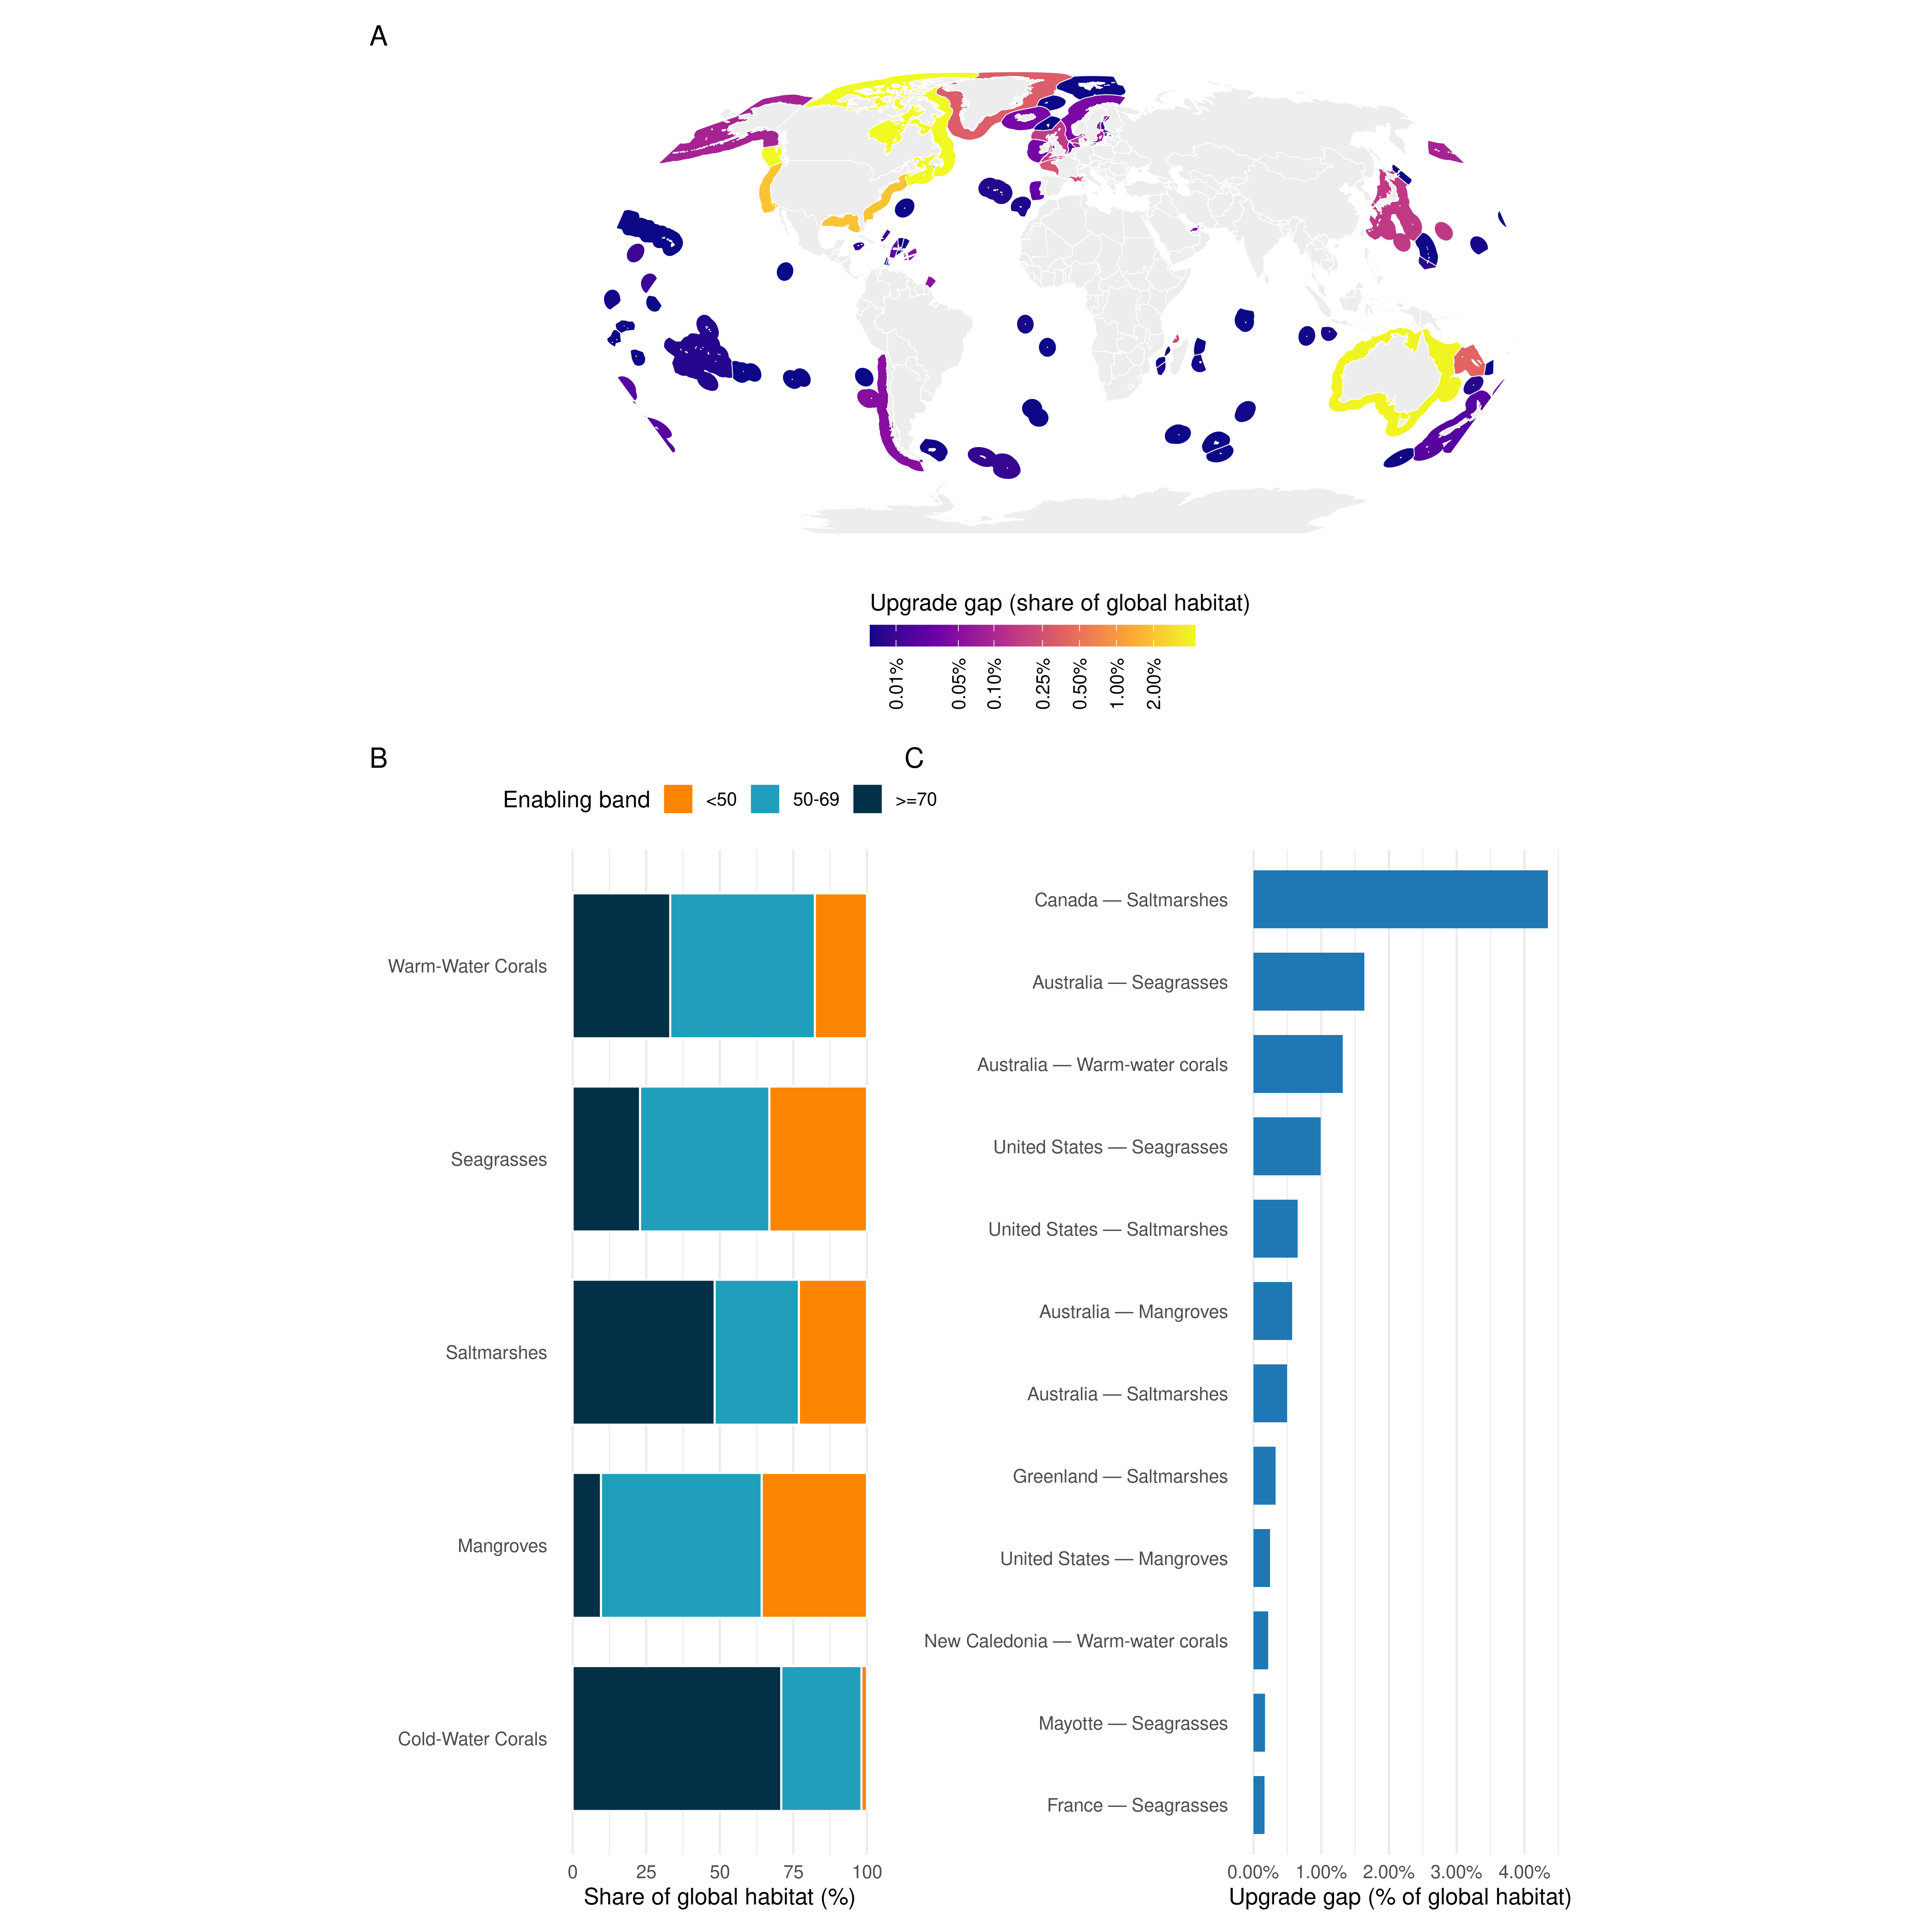 A
Upgrade gap (share of global habitat)
0.01%
0.05%
0.10%
0.25%
0.50%
1.00%
2.00%
B
Enabling band <50 50-69 >=70
Warm-Water Corals
Seagrasses
Saltmarshes
Mangroves
Cold-Water Corals
0 25 50 75 100
Share of global habitat (%)
C
Canada — Saltmarshes
Australia — Seagrasses
Australia — Warm-water corals
United States — Seagrasses
United States — Saltmarshes
Australia — Mangroves
Australia — Saltmarshes
Greenland — Saltmarshes
United States — Mangroves
New Caledonia — Warm-water corals
Mayotte — Seagrasses
France — Seagrasses
0.00% 1.00% 2.00% 3.00% 4.00%
Upgrade gap (% of global habitat)